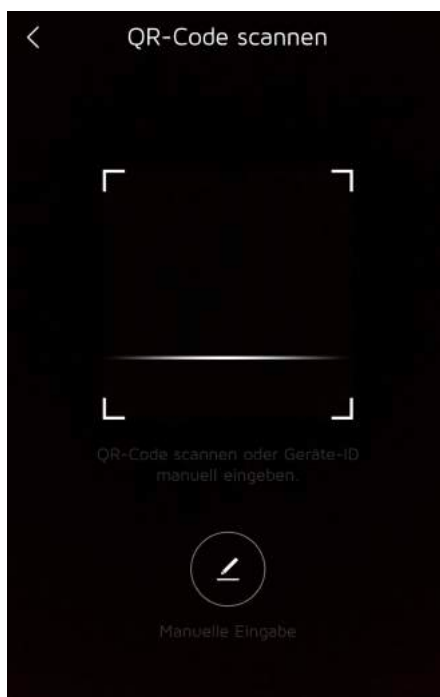 QR-Code scannen
QR-Code scannen oder Geräte-ID
manuell eingeben.
Manuelle Eingabe